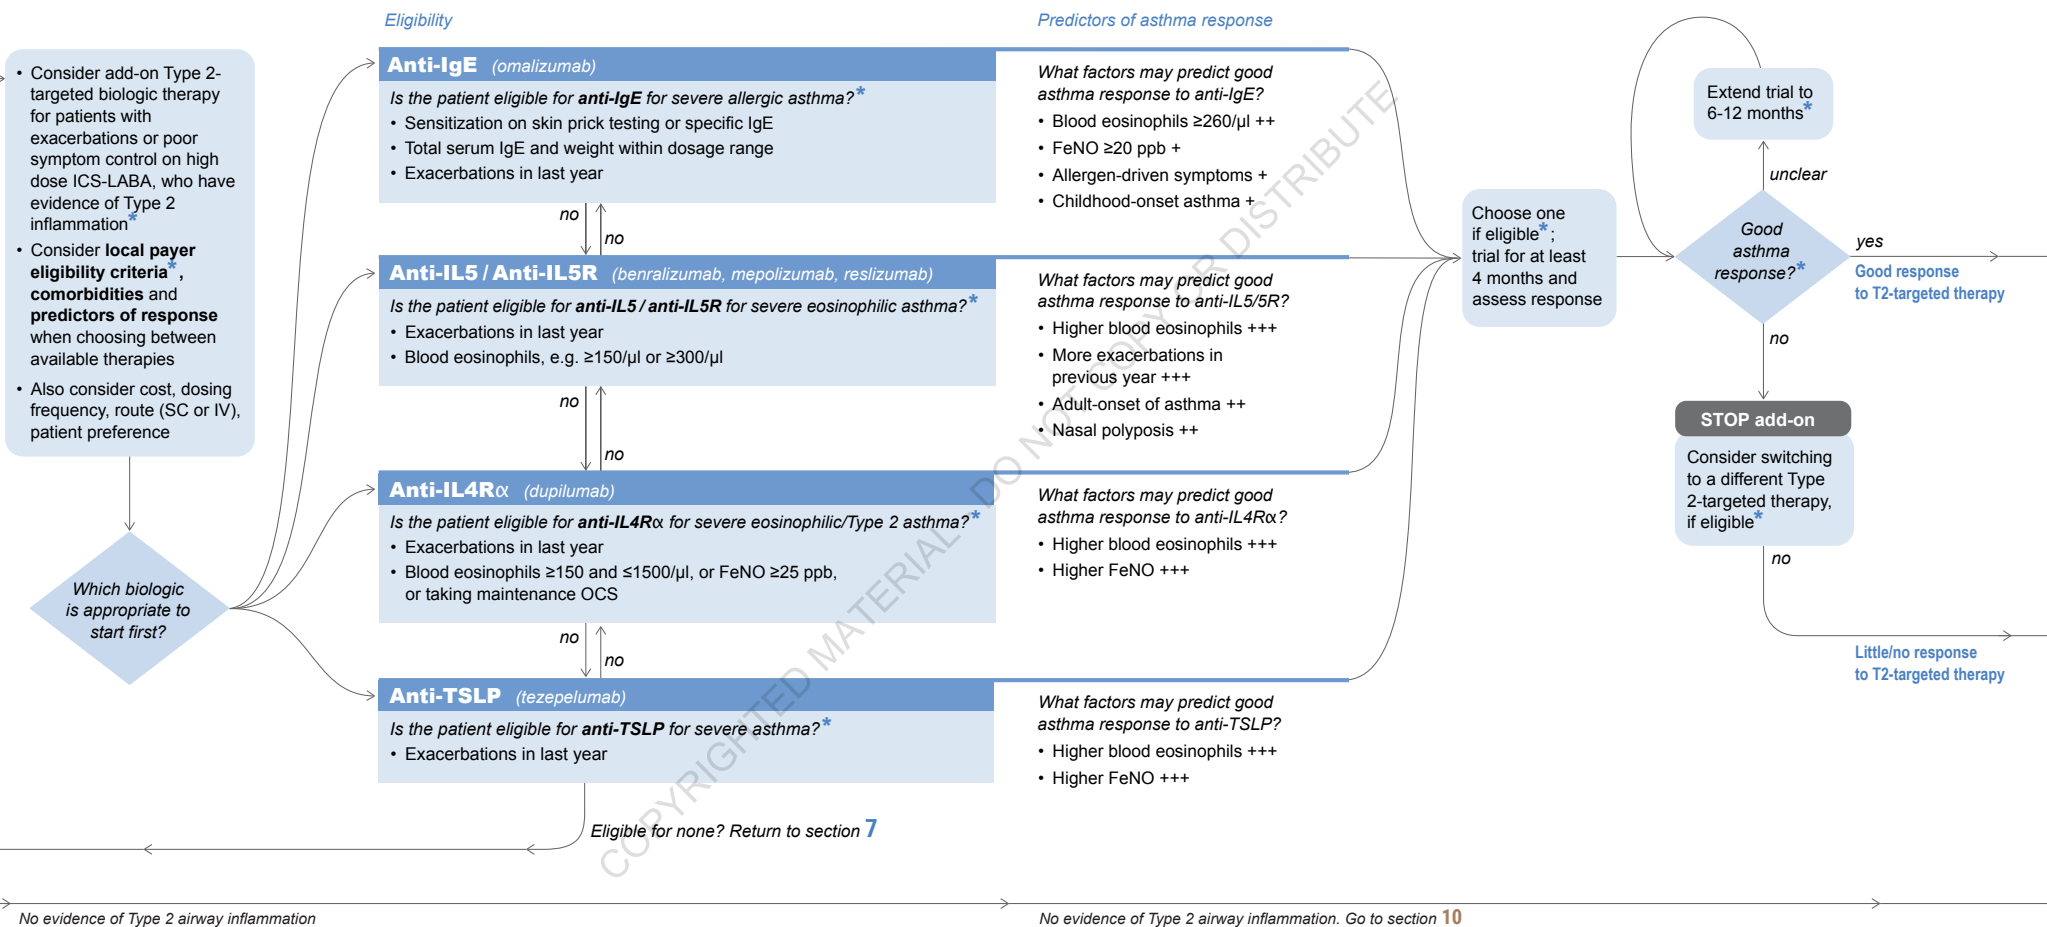 Eligibility
Predictors of asthma response
• Consider add-on Type 2-
targeted biologic therapy
for patients with
exacerbations or poor
symptom control on high
dose ICS-LABA, who have
evidence of Type 2
inflammation*
• Consider local payer
eligibility criteria*,
comorbidities and
predictors of response
when choosing between
available therapies
• Also consider cost, dosing
frequency, route (SC or IV),
patient preference
Which biologic
is appropriate to
start first?
Anti-IgE (omalizumab)
Is the patient eligible for anti-IgE for severe allergic asthma?*
• Sensitization on skin prick testing or specific IgE
• Total serum IgE and weight within dosage range
• Exacerbations in last year
no
no
What factors may predict good
asthma response to anti-IgE?
• Blood eosinophils ≥260/µl ++
• FeNO ≥20 ppb +
• Allergen-driven symptoms +
• Childhood-onset asthma +
Anti-IL5 / Anti-IL5R (benralizumab, mepolizumab, reslizumab)
Is the patient eligible for anti-IL5 / anti-IL5R for severe eosinophilic asthma?*
• Exacerbations in last year
• Blood eosinophils, e.g. ≥150/µl or ≥300/µl
no
no
What factors may predict good
asthma response to anti-IL5/5R?
• Higher blood eosinophils +++
• More exacerbations in
previous year +++
• Adult-onset of asthma ++
• Nasal polyposis ++
Anti-IL4Rα (dupilumab)
Is the patient eligible for anti-IL4Rα for severe eosinophilic/Type 2 asthma?*
• Exacerbations in last year
• Blood eosinophils ≥150 and ≤1500/µl, or FeNO ≥25 ppb,
or taking maintenance OCS
no
no
What factors may predict good
asthma response to anti-IL4Rα?
• Higher blood eosinophils +++
• Higher FeNO +++
Anti-TSLP (tezepelumab)
Is the patient eligible for anti-TSLP for severe asthma?*
• Exacerbations in last year
What factors may predict good
asthma response to anti-TSLP?
• Higher blood eosinophils +++
• Higher FeNO +++
Eligible for none? Return to section 7
Choose one
if eligible*;
trial for at least
4 months and
assess response
Extend trial to
6-12 months*
unclear
Good
asthma
response?*
yes
Good response
to T2-targeted therapy
no
STOP add-on
Consider switching
to a different Type
2-targeted therapy,
if eligible*
no
Little/no response
to T2-targeted therapy
No evidence of Type 2 airway inflammation
No evidence of Type 2 airway inflammation. Go to section 10
COPYRIGHTED MATERIAL - DO NOT COPY OR DISTRIBUTE